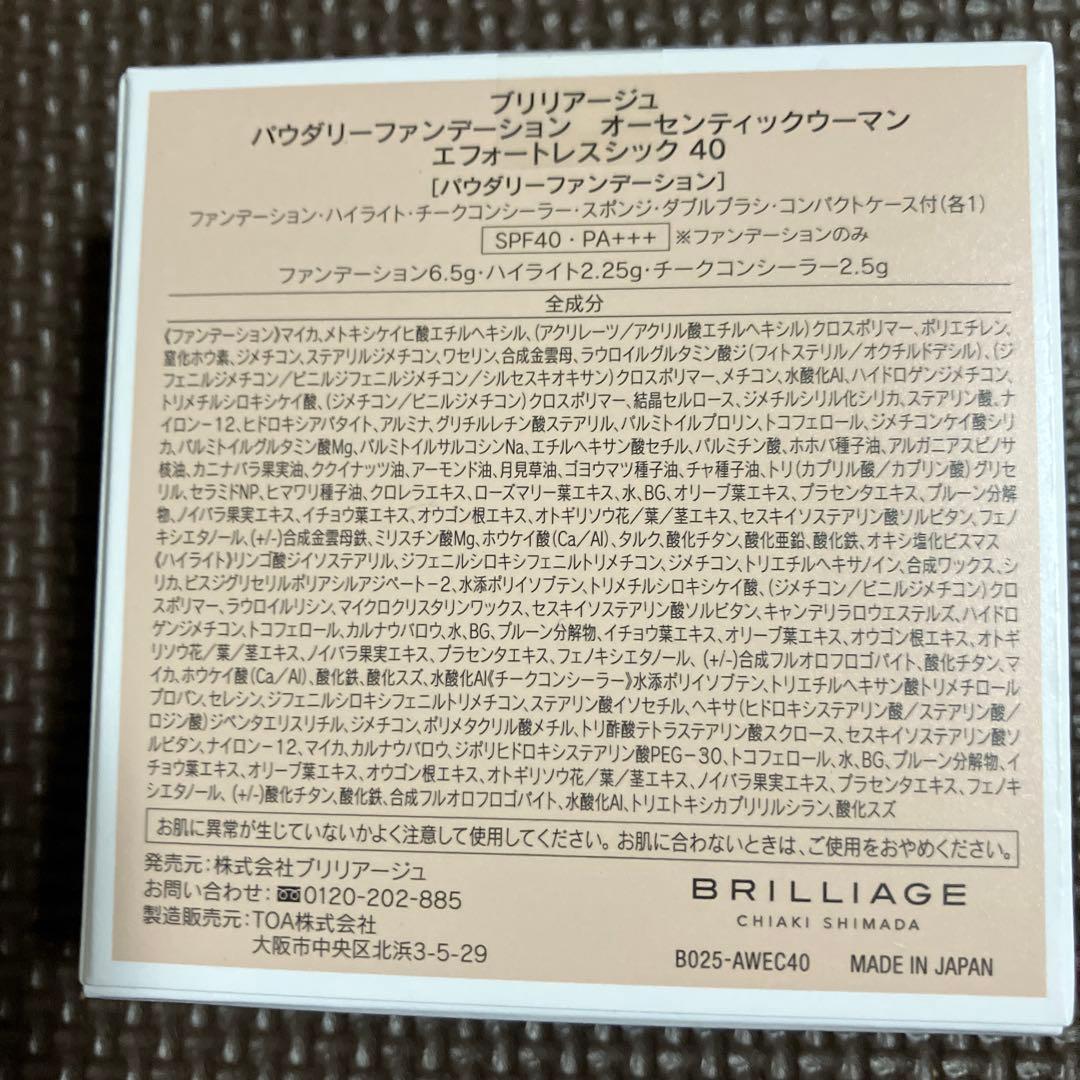 ブリリアージュ
パウダリーファンデーション　オーセンティックウーマン
エフォートレスシック 40
［パウダリーファンデーション］
ファンデーション・ハイライト・チークコンシーラー・スポンジ・ダブルブラシ・コンパクトケース付(各1)
SPF40・PA+++ ※ファンデーションのみ
ファンデーション6.5g・ハイライト2.25g・チークコンシーラー2.5g
全成分
《ファンデーション》マイカ、メトキシケイヒ酸エチルヘキシル、(アクリレーツ／アクリル酸エチルヘキシル)クロスポリマー、ポリエチレン、
窒化ホウ素、ジメチコン、ステアリルジメチコン、ワセリン、合成金雲母、ラウロイルグルタミン酸ジ(フィトステリル／オクチルドデシル)、(ジ
フェニルジメチコン／ビニルジフェニルジメチコン／シルセスキオキサン)クロスポリマー、メチコン、水酸化Al、ハイドロゲンジメチコン、
トリメチルシロキシケイ酸、(ジメチコン／ビニルジメチコン)クロスポリマー、結晶セルロース、ジメチルシリル化シリカ、ステアリン酸、ナ
イロン－12、ヒドロキシアパタイト、アルミナ、グリチルレチン酸ステアリル、パルミトイルプロリン、トコフェロール、ジメチコンケイ酸シリ
カ、パルミトイルグルタミン酸Mg、パルミトイルサルコシンNa、エチルヘキサン酸セチル、パルミチン酸、ホホバ種子油、アルガニアスピノサ
核油、カニナバラ果実油、ククイナッツ油、アーモンド油、月見草油、ゴヨウマツ種子油、チャ種子油、トリ(カプリル酸／カプリン酸)グリセ
リル、セラミドNP、ヒマワリ種子油、クロレラエキス、ローズマリー葉エキス、水、BG、オリーブ葉エキス、プラセンタエキス、プルーン分解
物、ノイバラ果実エキス、イチョウ葉エキス、オウゴン根エキス、オトギリソウ花／葉／茎エキス、セスキイソステアリン酸ソルビタン、フェノ
キシエタノール、(+/-)合成金雲母鉄、ミリスチン酸Mg、ホウケイ酸(Ca／Al)、タルク、酸化チタン、酸化亜鉛、酸化鉄、オキシ塩化ビスマス
《ハイライト》リンゴ酸ジイソステアリル、ジフェニルシロキシフェニルトリメチコン、ジメチコン、トリエチルヘキサノイン、合成ワックス、シ
リカ、ビスジグリセリルポリアシルアジペート－2、水添ポリイソブテン、トリメチルシロキシケイ酸、(ジメチコン／ビニルジメチコン)クロ
スポリマー、ラウロイルリシン、マイクロクリスタリンワックス、セスキイソステアリン酸ソルビタン、キャンデリラロウエステルズ、ハイドロ
ゲンジメチコン、トコフェロール、カルナウバロウ、水、BG、プルーン分解物、イチョウ葉エキス、オリーブ葉エキス、オウゴン根エキス、オトギ
リソウ花／葉／茎エキス、ノイバラ果実エキス、プラセンタエキス、フェノキシエタノール、(+/-)合成フルオロフロゴパイト、酸化チタン、マ
イカ、ホウケイ酸(Ca／Al)、酸化鉄、酸化スズ、水酸化Al《チークコンシーラー》水添ポリイソブテン、トリエチルヘキサン酸トリメチロール
プロパン、セレシン、ジフェニルシロキシフェニルトリメチコン、ステアリン酸イソセチル、ヘキサ(ヒドロキシステアリン酸／ステアリン酸／
ロジン酸)ジペンタエリスリチル、ジメチコン、ポリメタクリル酸メチル、トリ酢酸テトラステアリン酸スクロース、セスキイソステアリン酸ソ
ルビタン、ナイロン－12、マイカ、カルナウバロウ、ジポリヒドロキシステアリン酸PEG－30、トコフェロール、水、BG、プルーン分解物、イ
チョウ葉エキス、オリーブ葉エキス、オウゴン根エキス、オトギリソウ花／葉／茎エキス、ノイバラ果実エキス、プラセンタエキス、フェノキ
シエタノール、(+/-)酸化チタン、酸化鉄、合成フルオロフロゴパイト、水酸化Al、トリエトキシカプリリルシラン、酸化スズ
お肌に異常が生じていないかよく注意して使用してください。お肌に合わないときは、ご使用をおやめください。
発売元:株式会社ブリリアージュ
お問い合わせ:0120-202-885
製造販売元:TOA株式会社
大阪市中央区北浜3-5-29
BRILLIAGE
CHIAKI SHIMADA
B025-AWEC40 MADE IN JAPAN